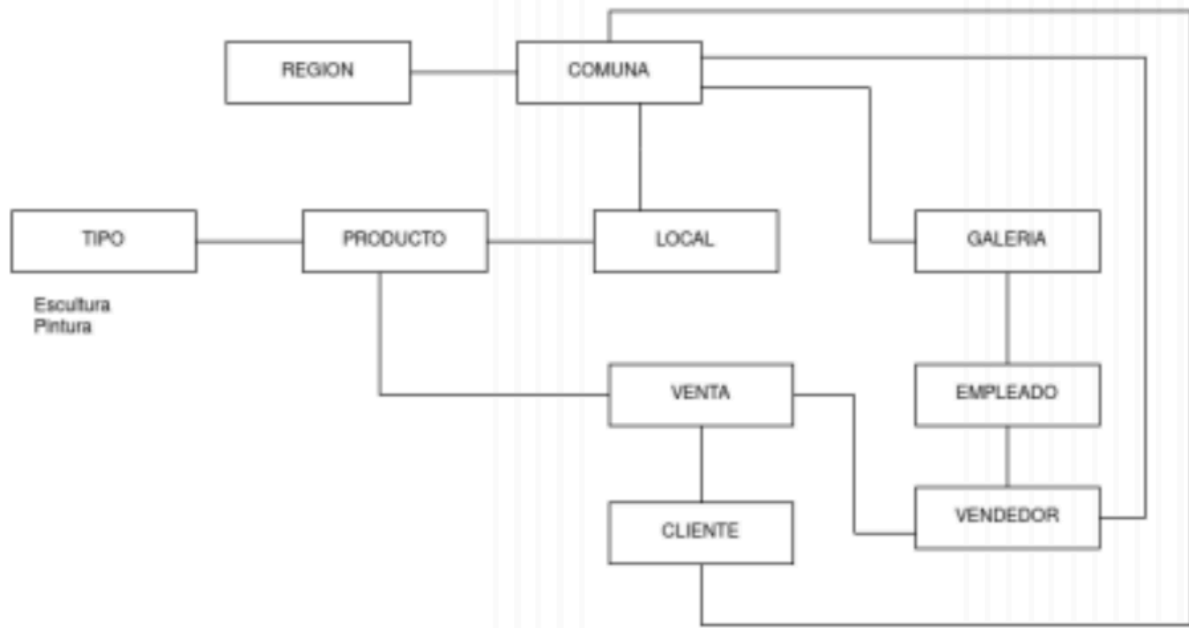 REGION
COMUNA
TIPO
PRODUCTO
LOCAL
GALERIA
Escultura
Pintura
VENTA
EMPLEADO
CLIENTE
VENDEDOR